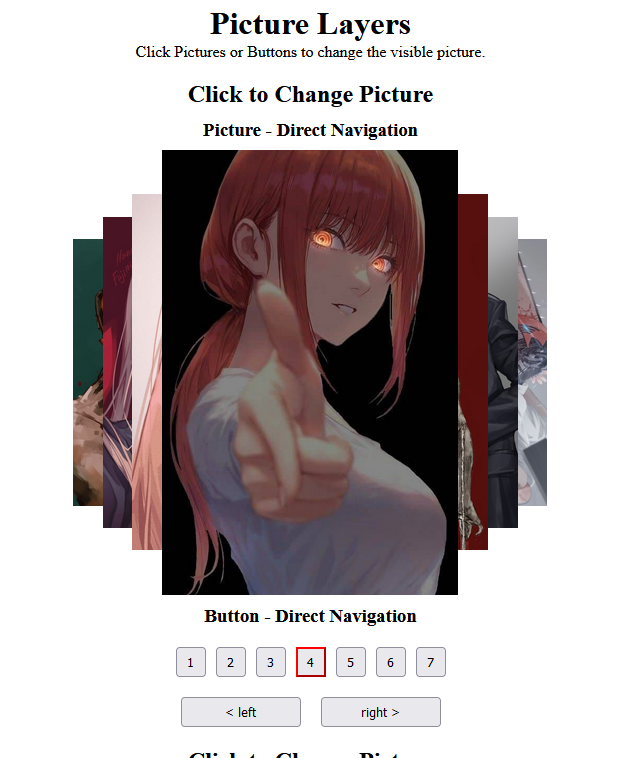 Picture Layers
Click Pictures or Buttons to change the visible picture.
Click to Change Picture
Picture - Direct Navigation
Button - Direct Navigation
1 2 3 4 5 6 7
< left right >